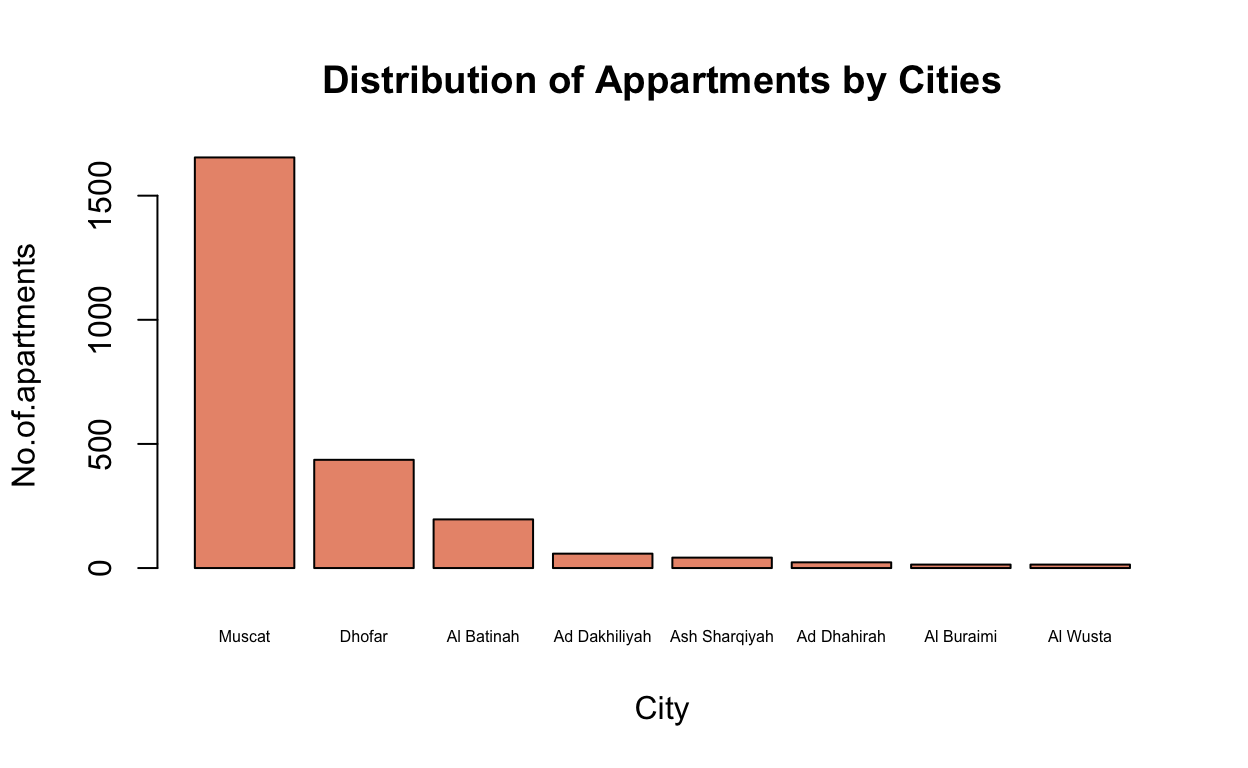 Distribution of Appartments by Cities
No.of.apartments
1500
1000
500
0
Muscat Dhofar Al Batinah Ad Dakhiliyah Ash Sharqiyah Ad Dhahirah Al Buraimi Al Wusta
City